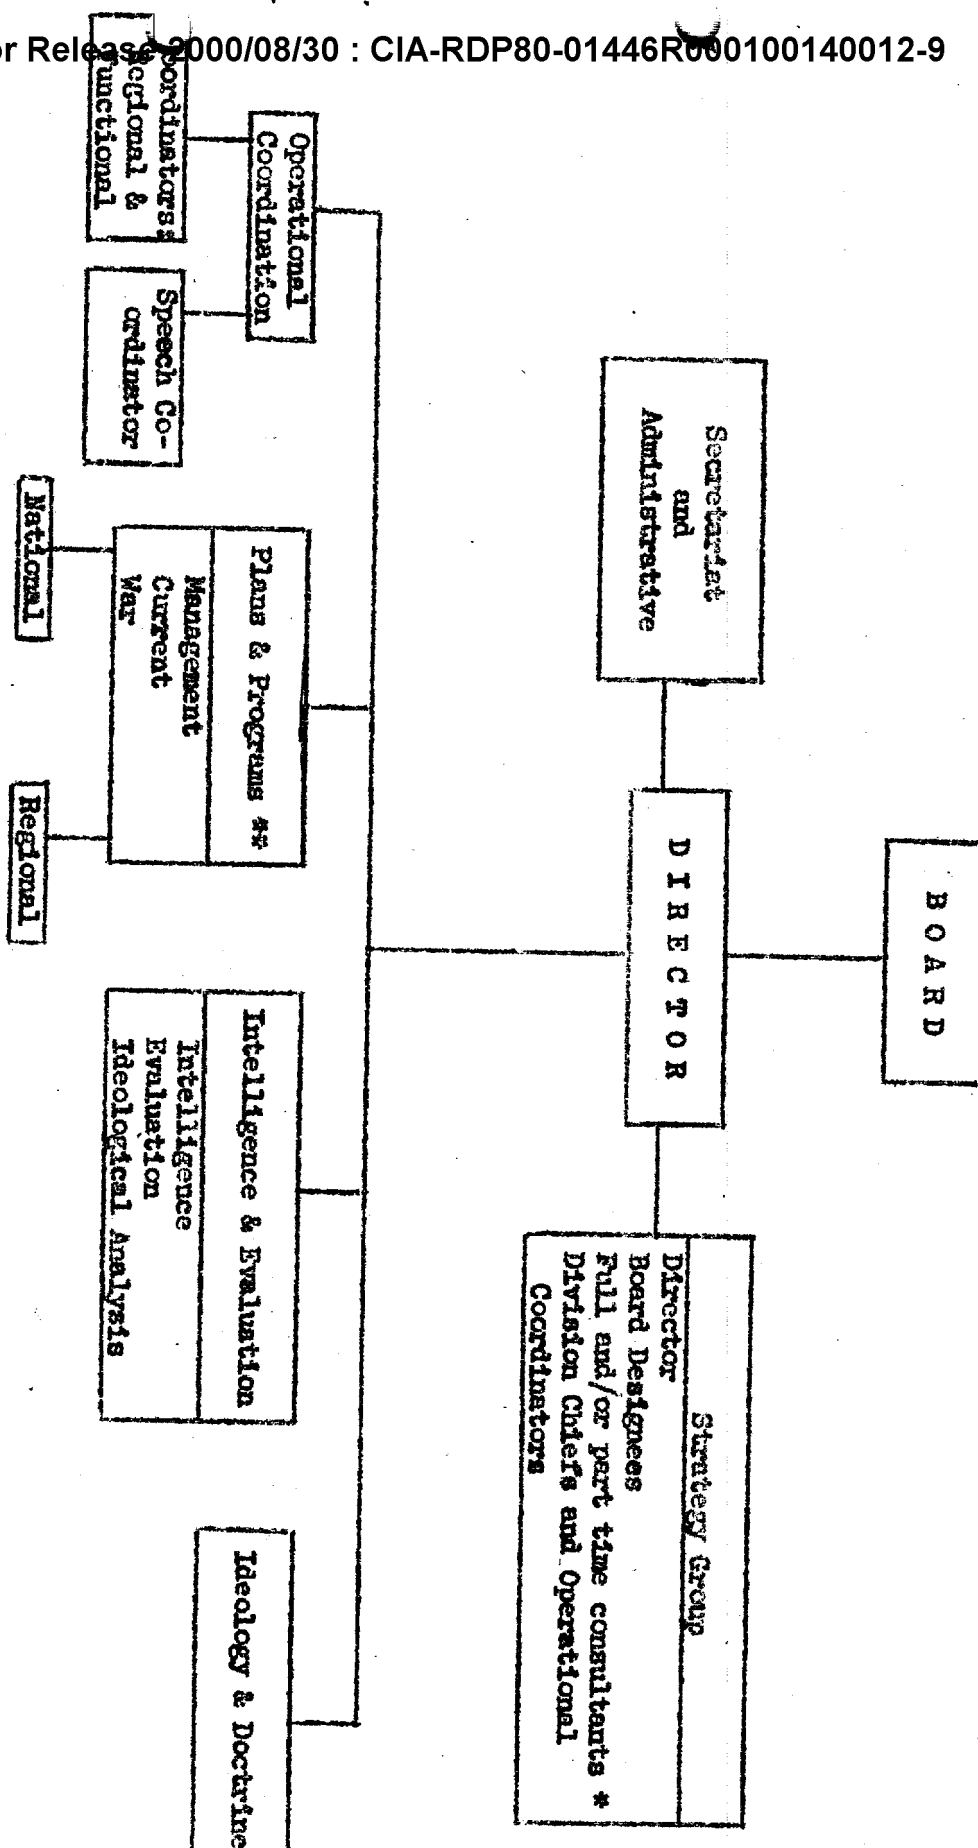 or Release 2000/08/30 : CIA-RDP80-01446R000100140012-9
BOARD
DIRECTOR
Secretariat
and
Administrative
Strategy Group
Director
Board Designees
Full and/or part time consultants *
Division Chiefs and Operational
Coordinators
Operational
Coordination
oordinators:
Regional &
Functional
Speech Co-
ordinator
Plans & Programs **
Management
Current
War
National
Regional
Intelligence & Evaluation
Intelligence
Evaluation
Ideological Analysis
Ideology & Doctrine